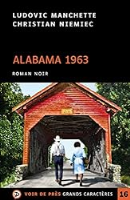 LUDOVIC MANCHETTE
CHRISTIAN NIEMIEC
ALABAMA 1963
ROMAN NOIR
VOIR DE PRÈS GRANDS CARACTÈRES 16